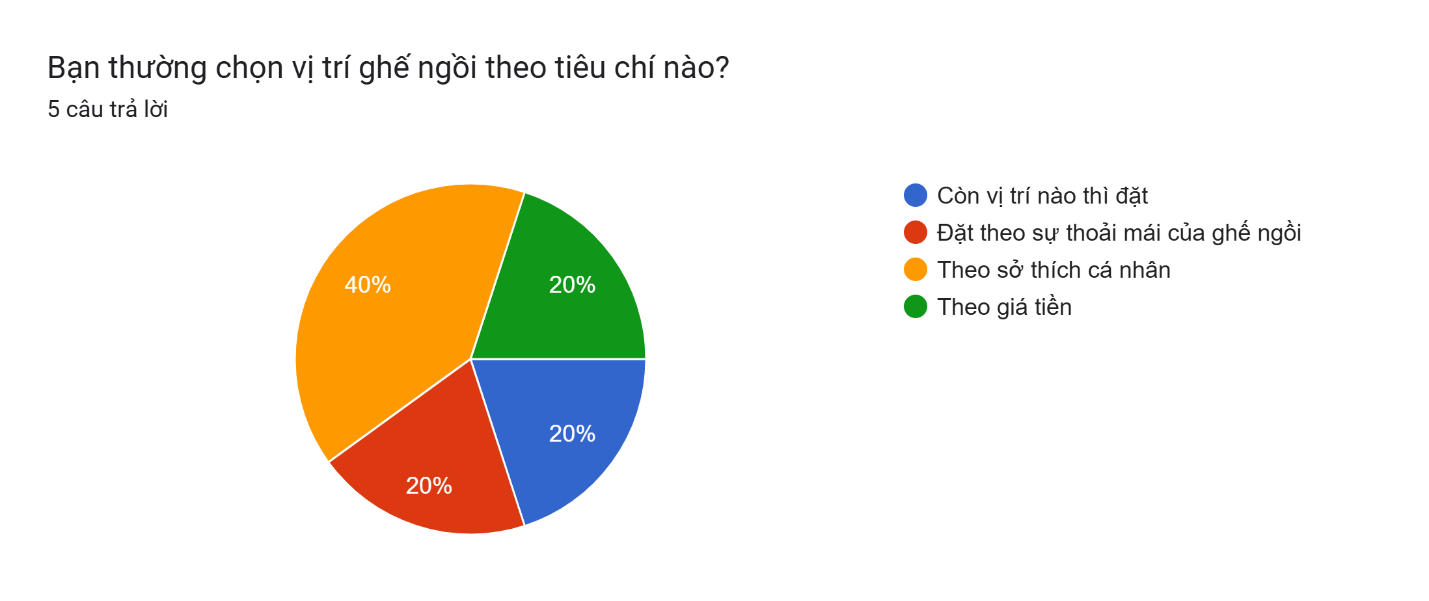 Bạn thường chọn vị trí ghế ngồi theo tiêu chí nào?
5 câu trả lời
40%
20%
20%
20%
Còn vị trí nào thì đặt
Đặt theo sự thoải mái của ghế ngồi
Theo sở thích cá nhân
Theo giá tiền